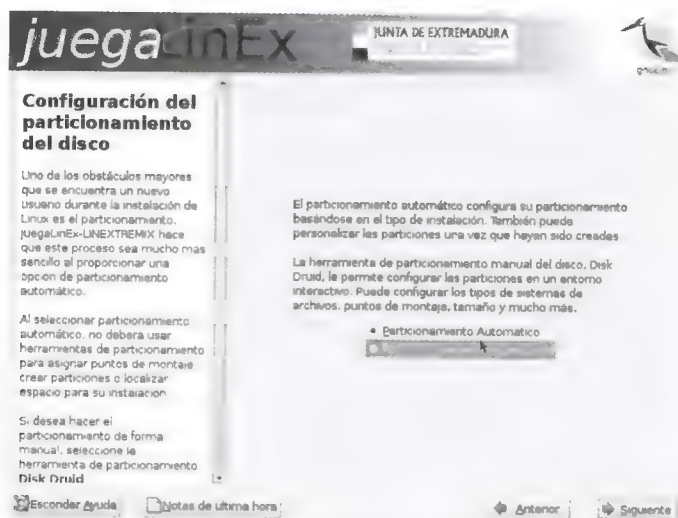 juegaLinEx
JUNTA DE EXTREMADURA
Configuración del
particionamiento
del disco
Uno de los obstáculos mayores
que se encuentra un nuevo
usuario durante la instalación de
Linux es el particionamiento.
juegaLinEx-LINEXTREMIX hace
que este proceso sea mucho mas
sencillo al proporcionar una
opción de particionamiento
automático.
Al seleccionar particionamiento
automático, no debera usar
herramientas de particionamiento
para asignar puntos de montaje
crear particiones o localizar
espacio para su instalación
Si desea hacer el
particionamiento de forma
manual, seleccione la
herramienta de particionamiento
Disk Druid
El particionamiento automático configura su particionamiento
basándose en el tipo de instalación. También puede
personalizar las particiones una vez que hayan sido creadas
La herramienta de particionamiento manual del disco, Disk
Druid, le permite configurar las particiones en un entorno
interactivo. Puede configurar los tipos de sistemas de
archivos, puntos de montaje, tamaño y mucho más.
Particionamiento Automatico
Esconder Ayuda
Notas de ultima hora
Anterior
Siguiente